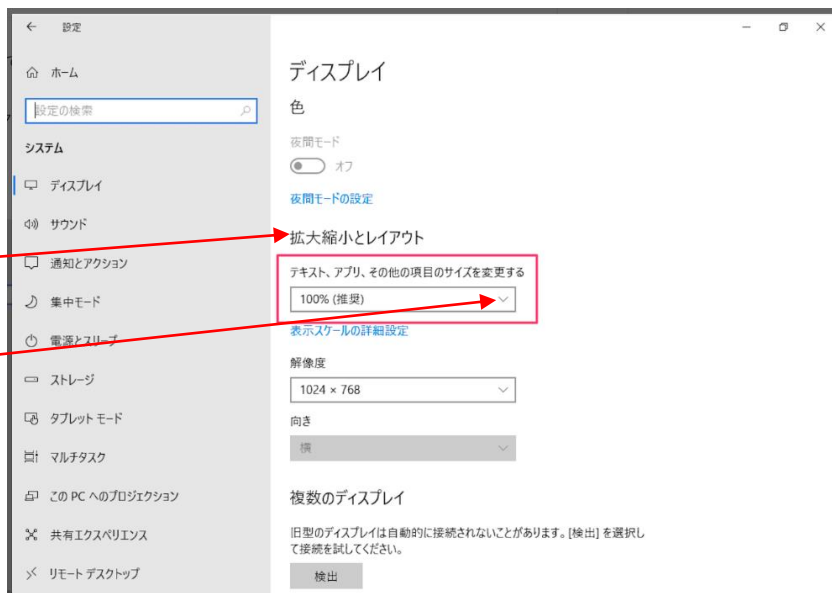 設定
ホーム
設定の検索
システム
ディスプレイ
サウンド
通知とアクション
集中モード
電源とスリープ
ストレージ
タブレット モード
マルチタスク
この PC へのプロジェクション
共有エクスペリエンス
リモート デスクトップ
ディスプレイ
色
夜間モード
オフ
夜間モードの設定
拡大縮小とレイアウト
テキスト、アプリ、その他の項目のサイズを変更する
100% (推奨)
表示スケールの詳細設定
解像度
1024 × 768
向き
横
複数のディスプレイ
旧型のディスプレイは自動的に接続されないことがあります。[検出] を選択し
て接続を試してください。
検出